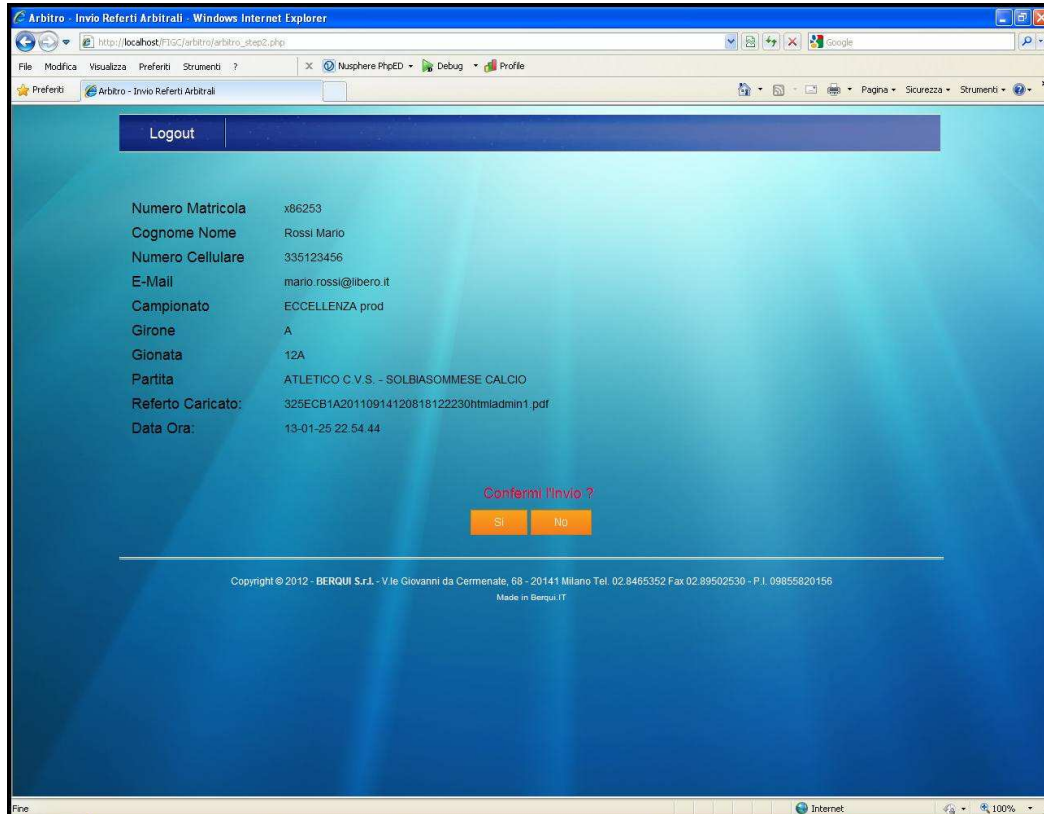 Arbitro - Invio Referti Arbitrali - Windows Internet Explorer
http://localhost/FIGC/arbitro/arbitro_step2.php
Google
File Modifica Visualizza Preferiti Strumenti ?
X Nusphere PhpED Debug Profile
Preferiti
Arbitro - Invio Referti Arbitrali
Pagina Sicurezza Strumenti
Logout
Numero Matricola x86253
Cognome Nome Rossi Mario
Numero Cellulare 335123456
E-Mail mario.rossi@libero.it
Campionato ECCELLENZA prod
Girone A
Gionata 12A
Partita ATLETICO C.V.S. - SOLBIASOMMESE CALCIO
Referto Caricato: 325ECB1A20110914120818122230htmladmin1.pdf
Data Ora: 13-01-25 22.54.44
Confermi l'Invio ?
Si No
Copyright © 2012 - BERQUI S.r.l. - V.le Giovanni da Cermenate, 68 - 20141 Milano Tel. 02.8465352 Fax 02.89502530 - P.I. 09855820156
Made in Berqui.IT
Fine Internet 100%